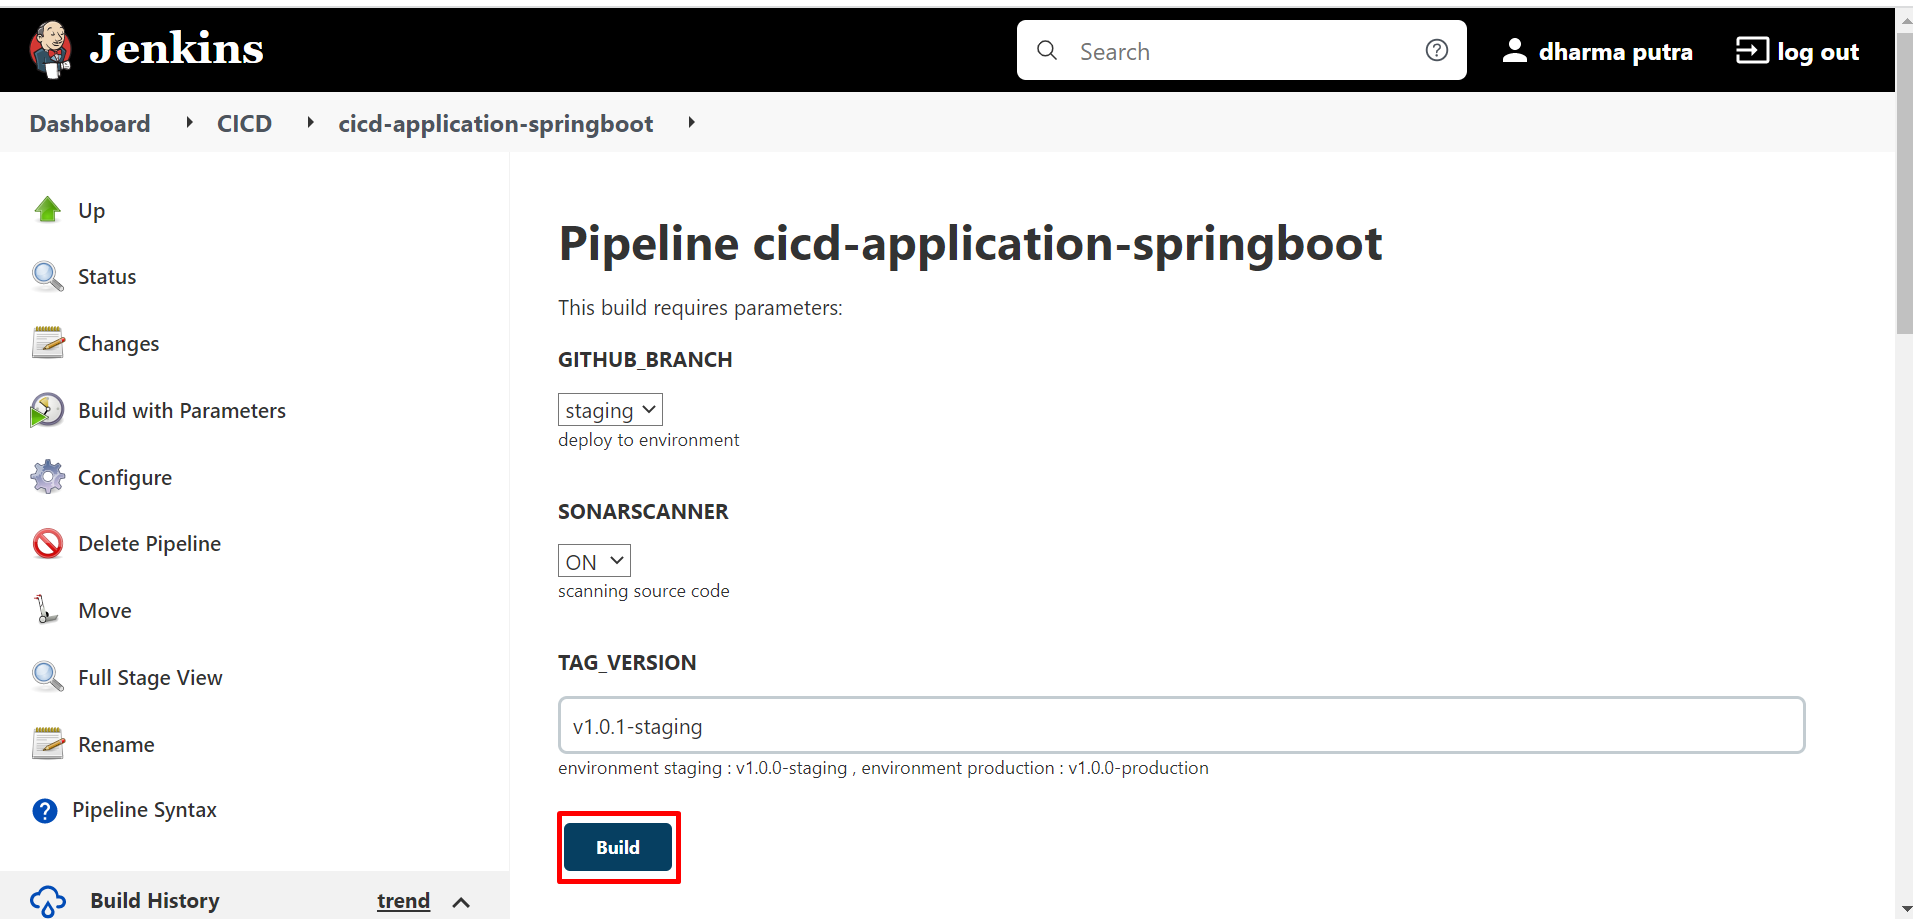 Jenkins
Search
dharma putra
log out
Dashboard
CICD
cicd-application-springboot
Up
Status
Changes
Build with Parameters
Configure
Delete Pipeline
Move
Full Stage View
Rename
Pipeline Syntax
Build History
trend
Pipeline cicd-application-springboot
This build requires parameters:
GITHUB_BRANCH
staging
deploy to environment
SONARSCANNER
ON
scanning source code
TAG_VERSION
v1.0.1-staging
environment staging : v1.0.0-staging , environment production : v1.0.0-production
Build